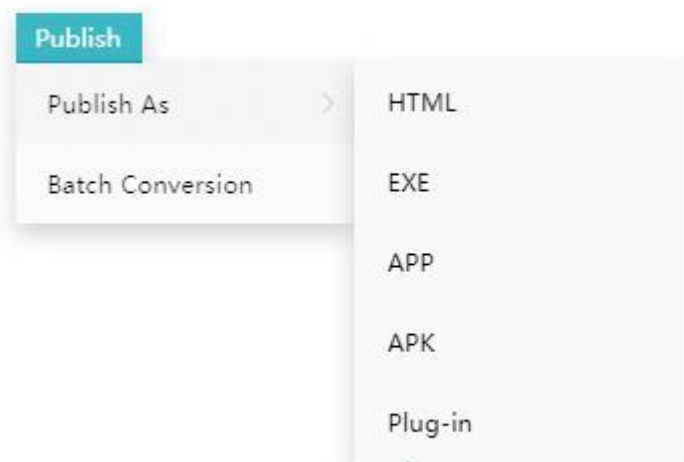 Publish
Publish As
Batch Conversion
HTML
EXE
APP
APK
Plug-in